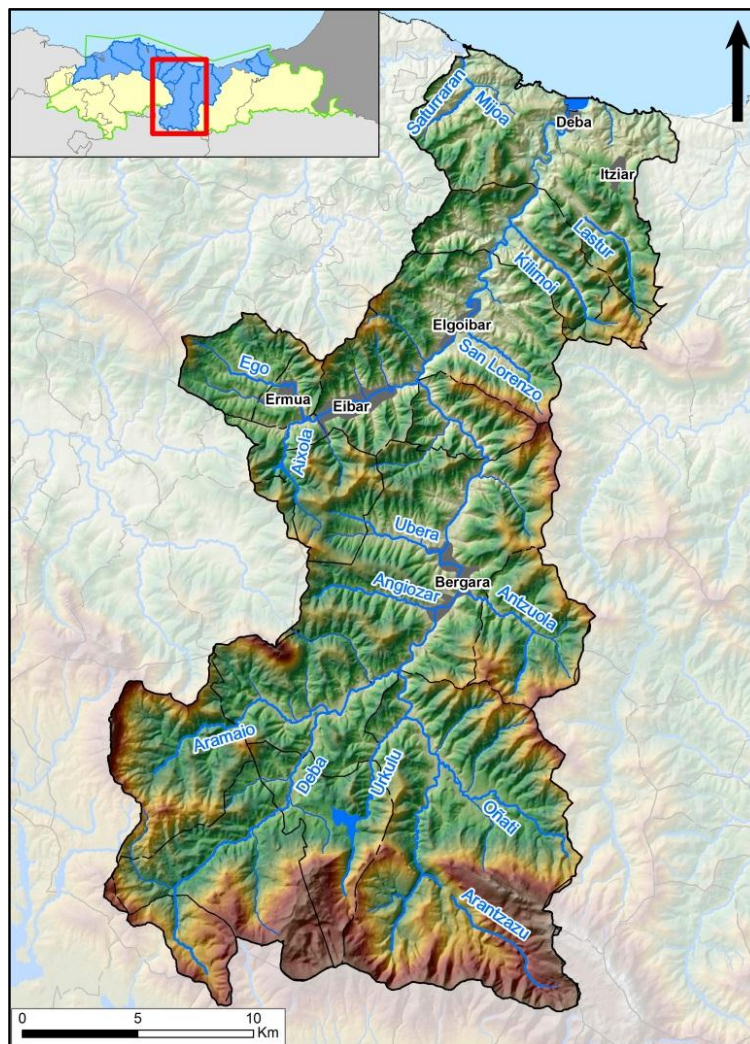 Saturraran
Mijoa
Deba
Itziar
Lastur
Kilimoi
Elgoibar
San Lorenzo
Ego
Ermua
Eibar
Aixola
Ubera
Bergara
Angiozar
Antzuola
Aramaio
Deba
Urkulu
Oñati
Arantzazu
0 5 10
Km